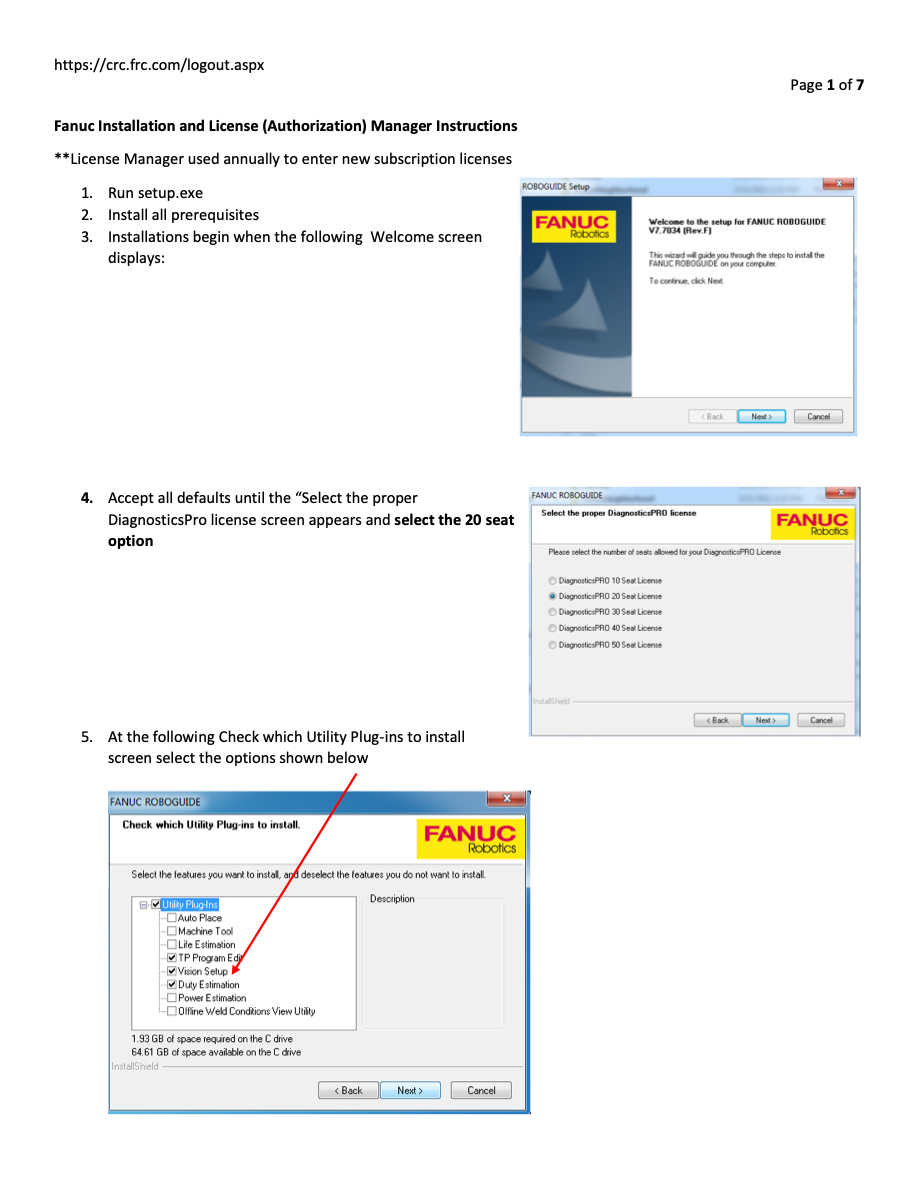 https://crc.frc.com/logout.aspx
Page 1 of 7
Fanuc Installation and License (Authorization) Manager Instructions
**License Manager used annually to enter new subscription licenses
1. Run setup.exe
2. Install all prerequisites
3. Installations begin when the following  Welcome screen
displays:
ROBOGUIDE Setup
FANUC
Robotics
Welcome to the setup for FANUC ROBOGUIDE
V7.7034 (Rev.F)
This wizard will guide you through the steps to install the
FANUC ROBOGUIDE on your computer.
To continue, click Next.
< Back
Next >
Cancel
4. Accept all defaults until the “Select the proper
DiagnosticsPro license screen appears and select the 20 seat
option
FANUC ROBOGUIDE
Select the proper DiagnosticsPRO license
FANUC
Robotics
Please select the number of seats allowed for your DiagnosticsPRO License
DiagnosticsPRO 10 Seat License
DiagnosticsPRO 20 Seat License
DiagnosticsPRO 30 Seat License
DiagnosticsPRO 40 Seat License
DiagnosticsPRO 50 Seat License
InstallShield
< Back
Next >
Cancel
5. At the following Check which Utility Plug-ins to install
screen select the options shown below
FANUC ROBOGUIDE
Check which Utility Plug-ins to install.
FANUC
Robotics
Select the features you want to install, and deselect the features you do not want to install.
Utility Plug-Ins
Auto Place
Machine Tool
Life Estimation
TP Program Edit
Vision Setup
Duty Estimation
Power Estimation
Offline Weld Conditions View Utility
Description
1.93 GB of space required on the C drive
64.61 GB of space available on the C drive
InstallShield
< Back
Next >
Cancel